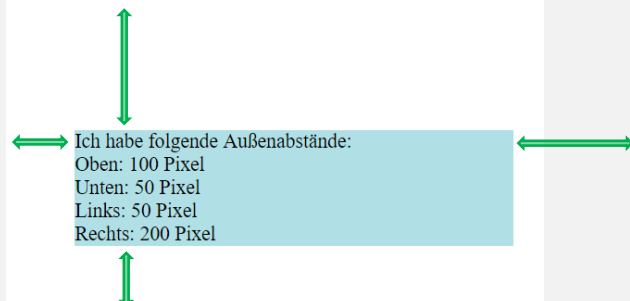 Ich habe folgende Außenabstände:
Oben: 100 Pixel
Unten: 50 Pixel
Links: 50 Pixel
Rechts: 200 Pixel